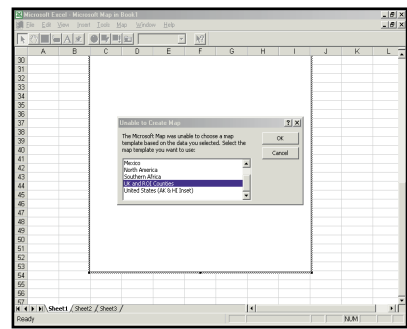 Microsoft Excel - Microsoft Map in Book1
File Edit View Insert Tools Map Window Help
A B C D E F G H I J K L
30
31
32
33
34
35
36
37
38
39
40
41
42
43
44
45
46
47
48
49
50
51
52
53
54
55
56
57
Unable to Create Map
The Microsoft Map was unable to choose a map
template based on the data you selected. Select the
map template you want to use:
OK
Cancel
Mexico
North America
Southern Africa
UK and ROI Counties
United States (AK & HI Inset)
Sheet1 / Sheet2 / Sheet3 /
Ready
NUM